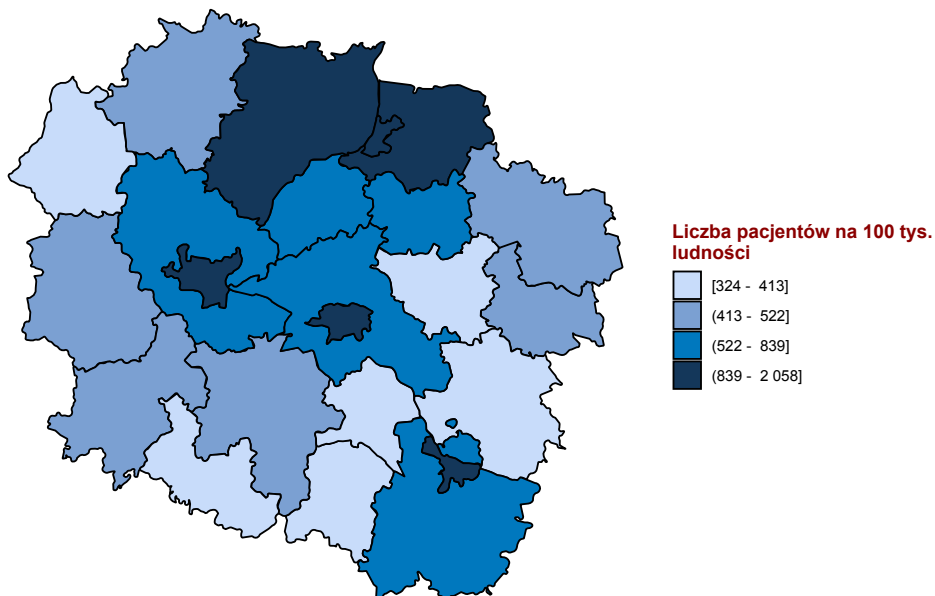 Liczba pacjentów na 100 tys.
ludności
[324 - 413]
(413 - 522]
(522 - 839]
(839 - 2 058]